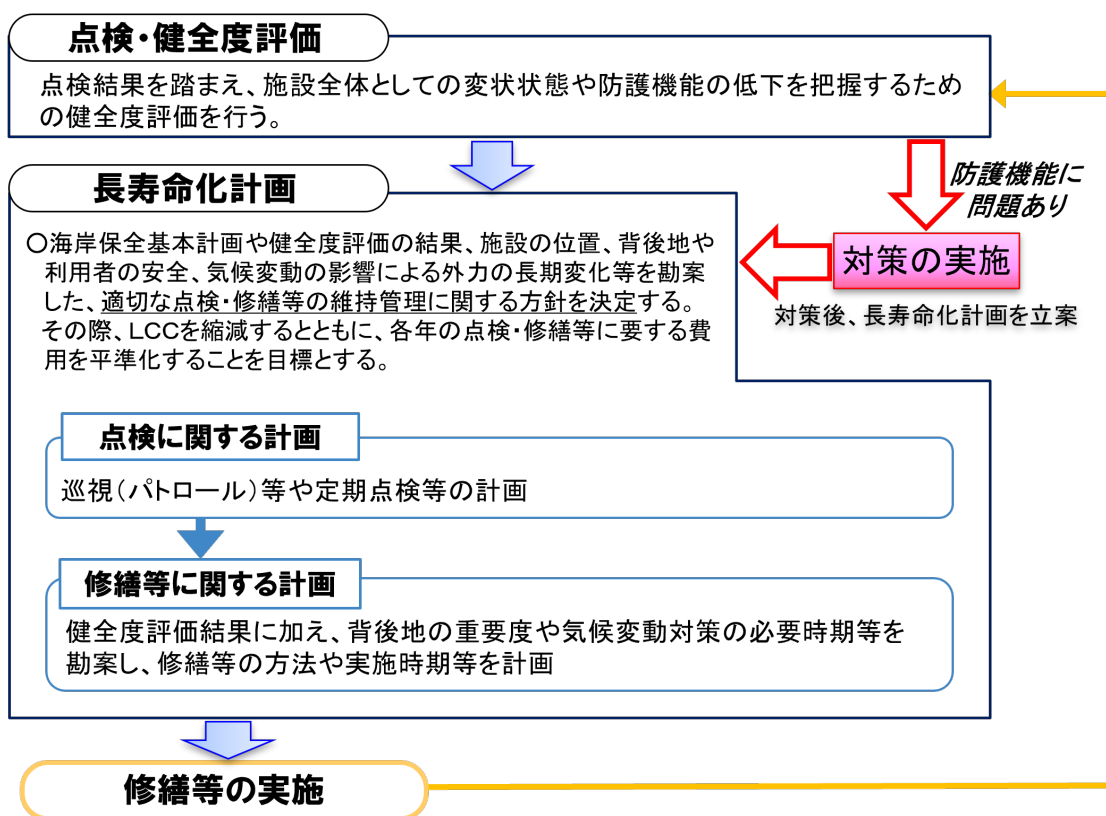 点検・健全度評価
点検結果を踏まえ、施設全体としての変状状態や防護機能の低下を把握するため
の健全度評価を行う。
防護機能に
問題あり
対策の実施
対策後、長寿命化計画を立案
長寿命化計画
○海岸保全基本計画や健全度評価の結果、施設の位置、背後地や
利用者の安全、気候変動の影響による外力の長期変化等を勘案
した、適切な点検・修繕等の維持管理に関する方針を決定する。
その際、LCCを縮減するとともに、各年の点検・修繕等に要する費
用を平準化することを目標とする。
点検に関する計画
巡視(パトロール)等や定期点検等の計画
修繕等に関する計画
健全度評価結果に加え、背後地の重要度や気候変動対策の必要時期等を
勘案し、修繕等の方法や実施時期等を計画
修繕等の実施